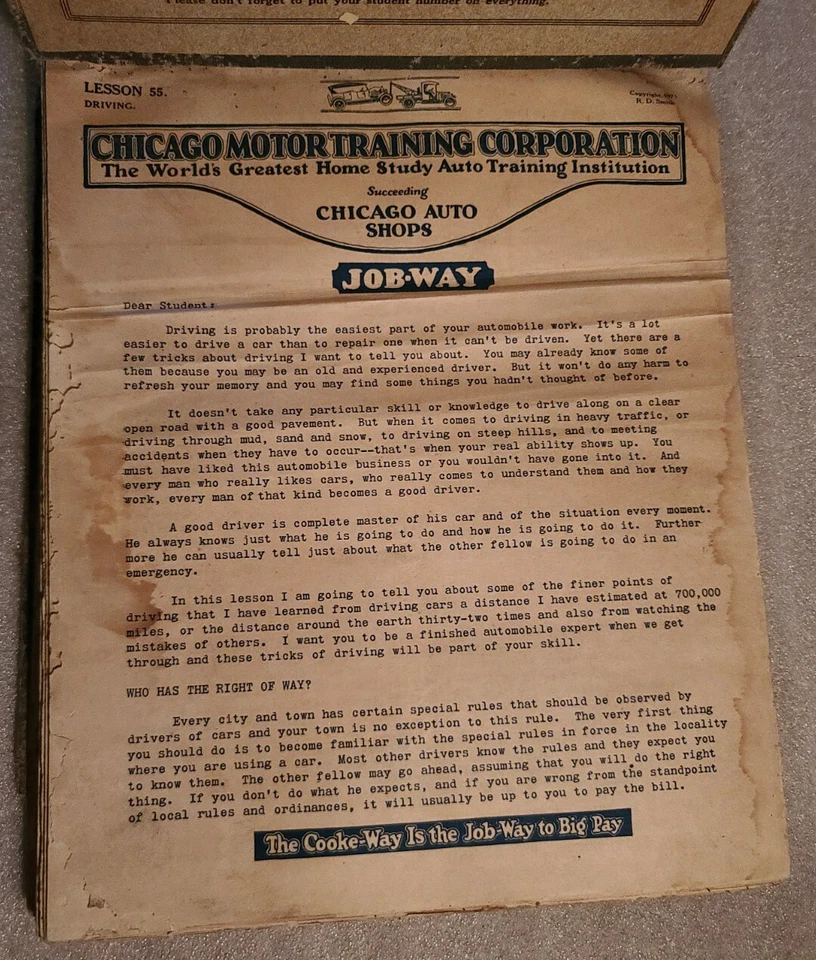 Please don't forget to put your student number on everything.
LESSON 55.
DRIVING.
Copyright
R. D.
CHICAGO MOTOR TRAINING CORPORATION
The World's Greatest Home Study Auto Training Institution
Succeeding
CHICAGO AUTO
SHOPS
JOB-WAY
Dear Student:
Driving is probably the easiest part of your automobile work. It's a lot
easier to drive a car than to repair one when it can't be driven. Yet there are a
few tricks about driving I want to tell you about. You may already know some of
them because you may be an old and experienced driver. But it won't do any harm to
refresh your memory and you may find some things you hadn't thought of before.
It doesn't take any particular skill or knowledge to drive along on a clear
open road with a good pavement. But when it comes to driving in heavy traffic, or
driving through mud, sand and snow, to driving on steep hills, and to meeting
accidents when they have to occur--that's when your real ability shows up. You
must have liked this automobile business or you wouldn't have gone into it. And
every man who really likes cars, who really comes to understand them and how they
work, every man of that kind becomes a good driver.
A good driver is complete master of his car and of the situation every moment.
He always knows just what he is going to do and how he is going to do it. Further-
more he can usually tell just about what the other fellow is going to do in an
emergency.
In this lesson I am going to tell you about some of the finer points of
driving that I have learned from driving cars a distance I have estimated at 700,000
miles, or the distance around the earth thirty-two times and also from watching the
mistakes of others. I want you to be a finished automobile expert when we get
through and these tricks of driving will be part of your skill.
WHO HAS THE RIGHT OF WAY?
Every city and town has certain special rules that should be observed by
drivers of cars and your town is no exception to this rule. The very first thing
you should do is to become familiar with the special rules in force in the locality
where you are using a car. Most other drivers know the rules and they expect you
to know them. The other fellow may go ahead, assuming that you will do the right
thing. If you don't do what he expects, and if you are wrong from the standpoint
of local rules and ordinances, it will usually be up to you to pay the bill.
The Cooke-Way Is the Job-Way to Big Pay